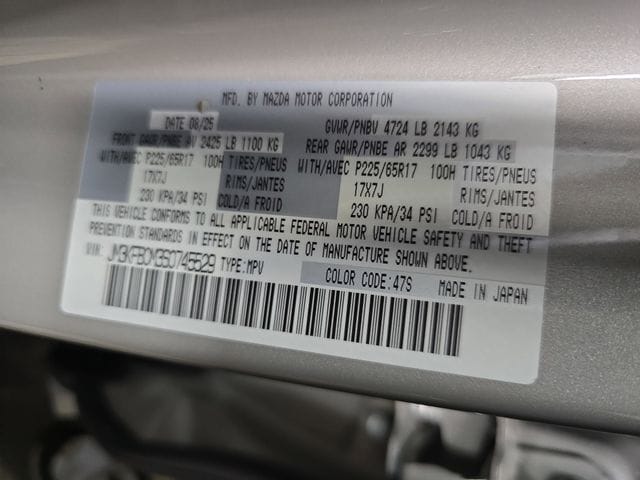 MFD. BY MAZDA MOTOR CORPORATION
DATE 08/25 GVWR/PNBV 4724 LB 2143 KG
FRONT GAWR/PNBE AV 2425 LB 1100 KG REAR GAWR/PNBE AR 2299 LB 1043 KG
WITH/AVEC P225/65R17 100H TIRES/PNEUS WITH/AVEC P225/65R17 100H TIRES/PNEUS
17X7J RIMS/JANTES 17X7J RIMS/JANTES
230 KPA/34 PSI COLD/A FROID 230 KPA/34 PSI COLD/A FROID
THIS VEHICLE CONFORMS TO ALL APPLICABLE FEDERAL MOTOR VEHICLE SAFETY AND THEFT
PREVENTION STANDARDS IN EFFECT ON THE DATE OF MANUFACTURE SHOWN ABOVE.
VIN: JM3KFBCM3S0745529 TYPE:MPV COLOR CODE:47S MADE IN JAPAN